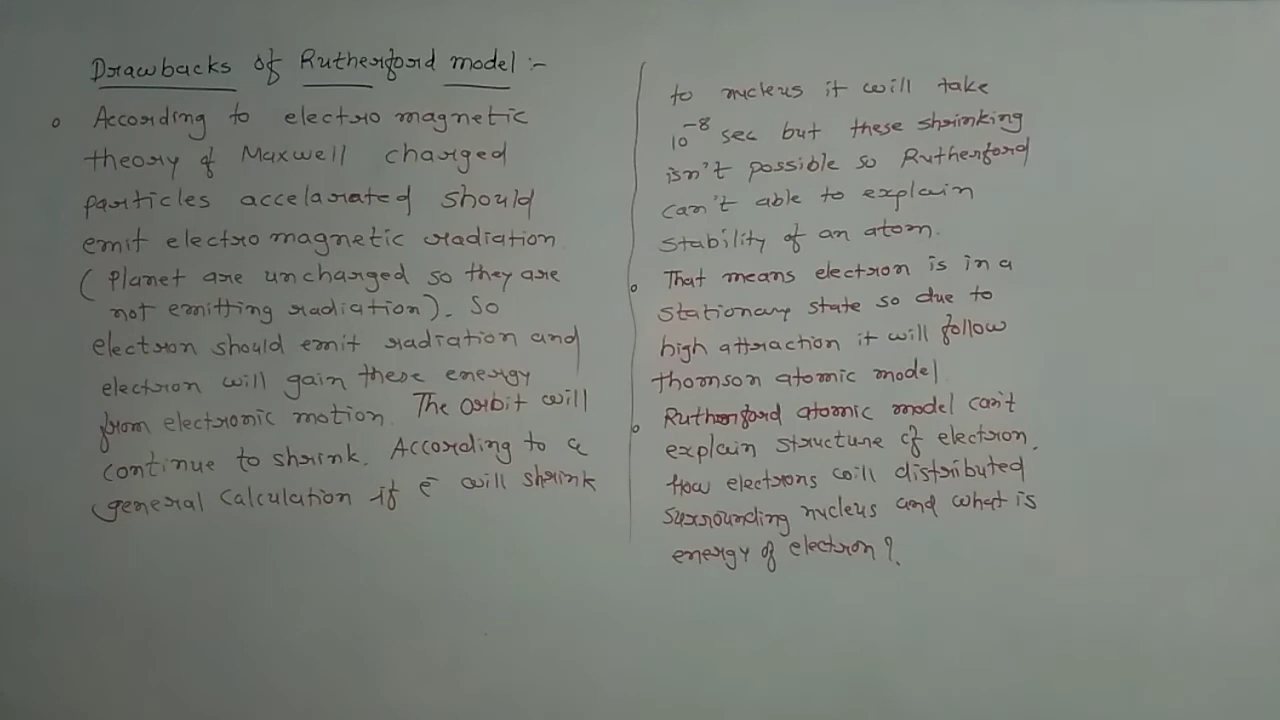 Drawbacks of Rutherford model :-
o According to electro magnetic
theory of Maxwell charged
particles accelarated should
emit electro magnetic radiation
(Planet are uncharged so they are
not emitting radiation). So
electron should emit radiation and
electron will gain these energy
from electronic motion. The orbit will
continue to shrink. According to a
general calculation if ē will shrink
to nucleus it will take
10⁻⁸ sec but these shrinking
isn't possible so Rutherford
can't able to explain
stability of an atom.
o That means electron is in a
stationary state so due to
high attraction it will follow
thomson atomic model
o Rutherford atomic model can't
explain structure of electron.
How electrons will distributed
surrounding nucleus and what is
energy of electron?